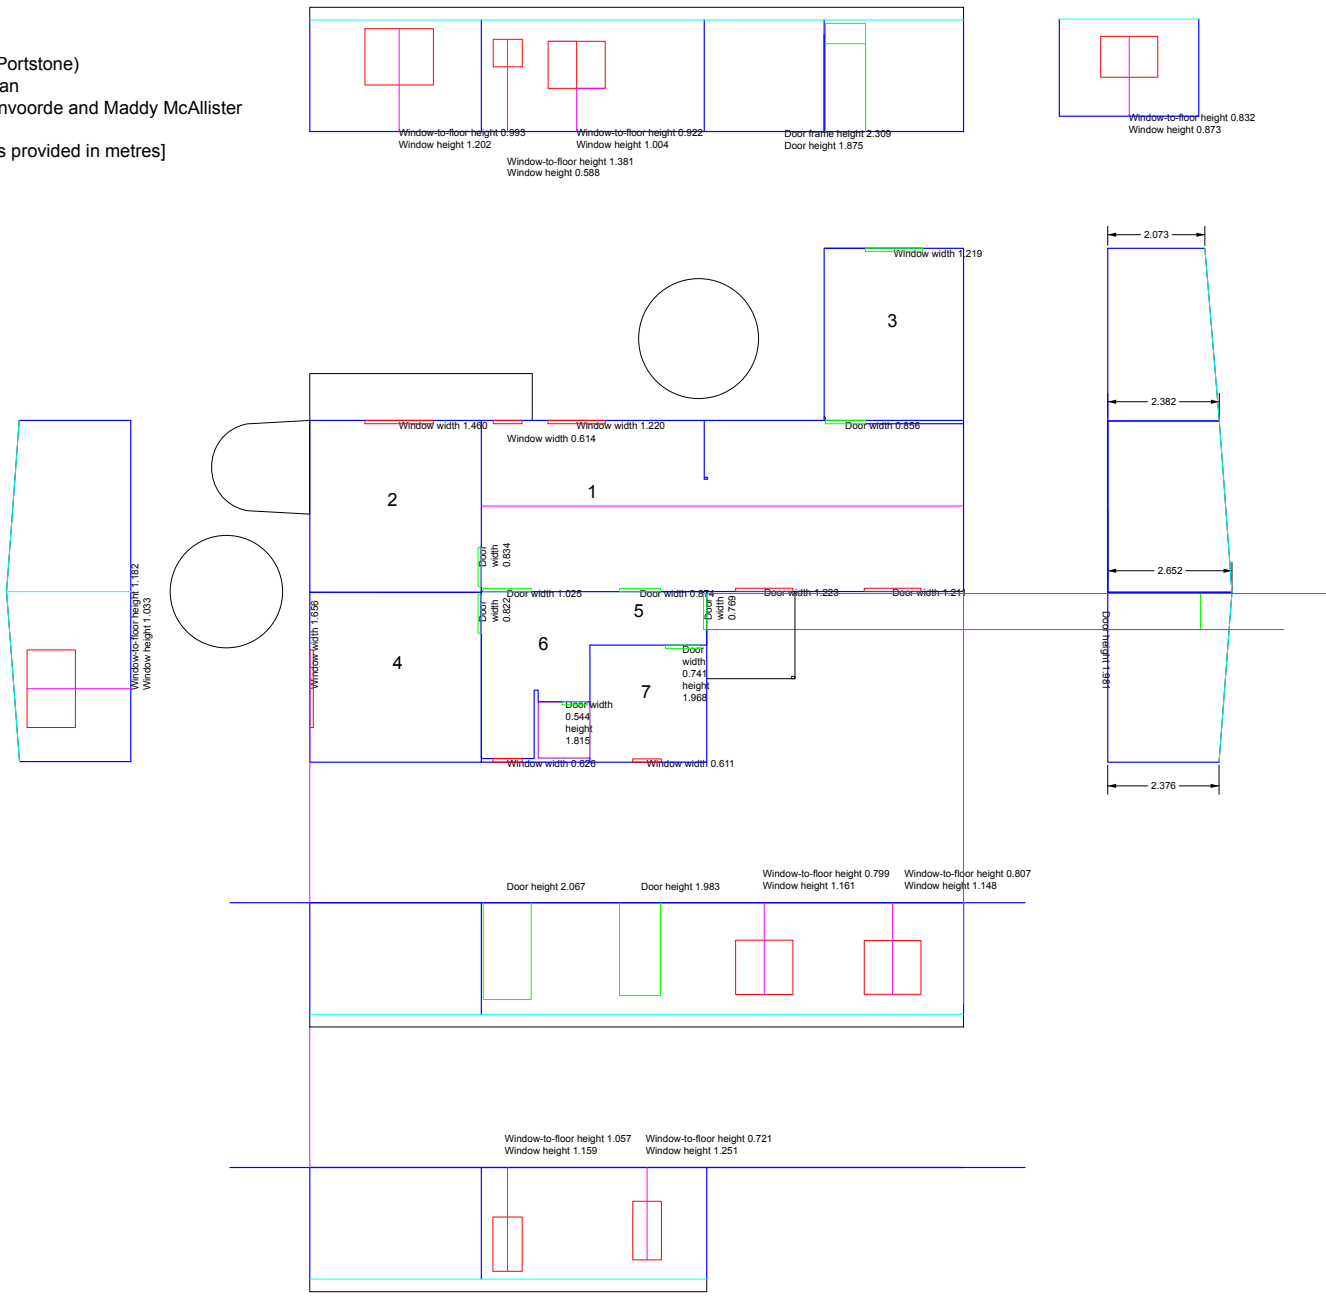 Portstone)
an
nvoorde and Maddy McAllister
s provided in metres]
Window-to-floor height 0.993
Window height 1.202
Window-to-floor height 0.922
Window height 1.004
Door frame height 2.309
Door height 1.875
Window-to-floor height 0.832
Window height 0.873
Window-to-floor height 1.381
Window height 0.588
2.073
Window width 1.219
3
2.382
Window width 1.460
Window width 0.614
Window width 1.220
Door width 0.856
1
2
Door
width
0.834
2.652
Door width 1.025
Door width 0.874
Door width 1.223
Door width 1.211
Door
width
0.822
Door
width
0.769
Window-to-floor height 1.182
Window height 1.033
Window width 1.656
5
6
4
7
Door
width
0.741
height
1.968
Door height 1.981
Door width
0.544
height
1.815
Window width 0.626
Window width 0.611
2.376
Door height 2.067
Door height 1.983
Window-to-floor height 0.799
Window height 1.161
Window-to-floor height 0.807
Window height 1.148
Window-to-floor height 1.057
Window height 1.159
Window-to-floor height 0.721
Window height 1.251